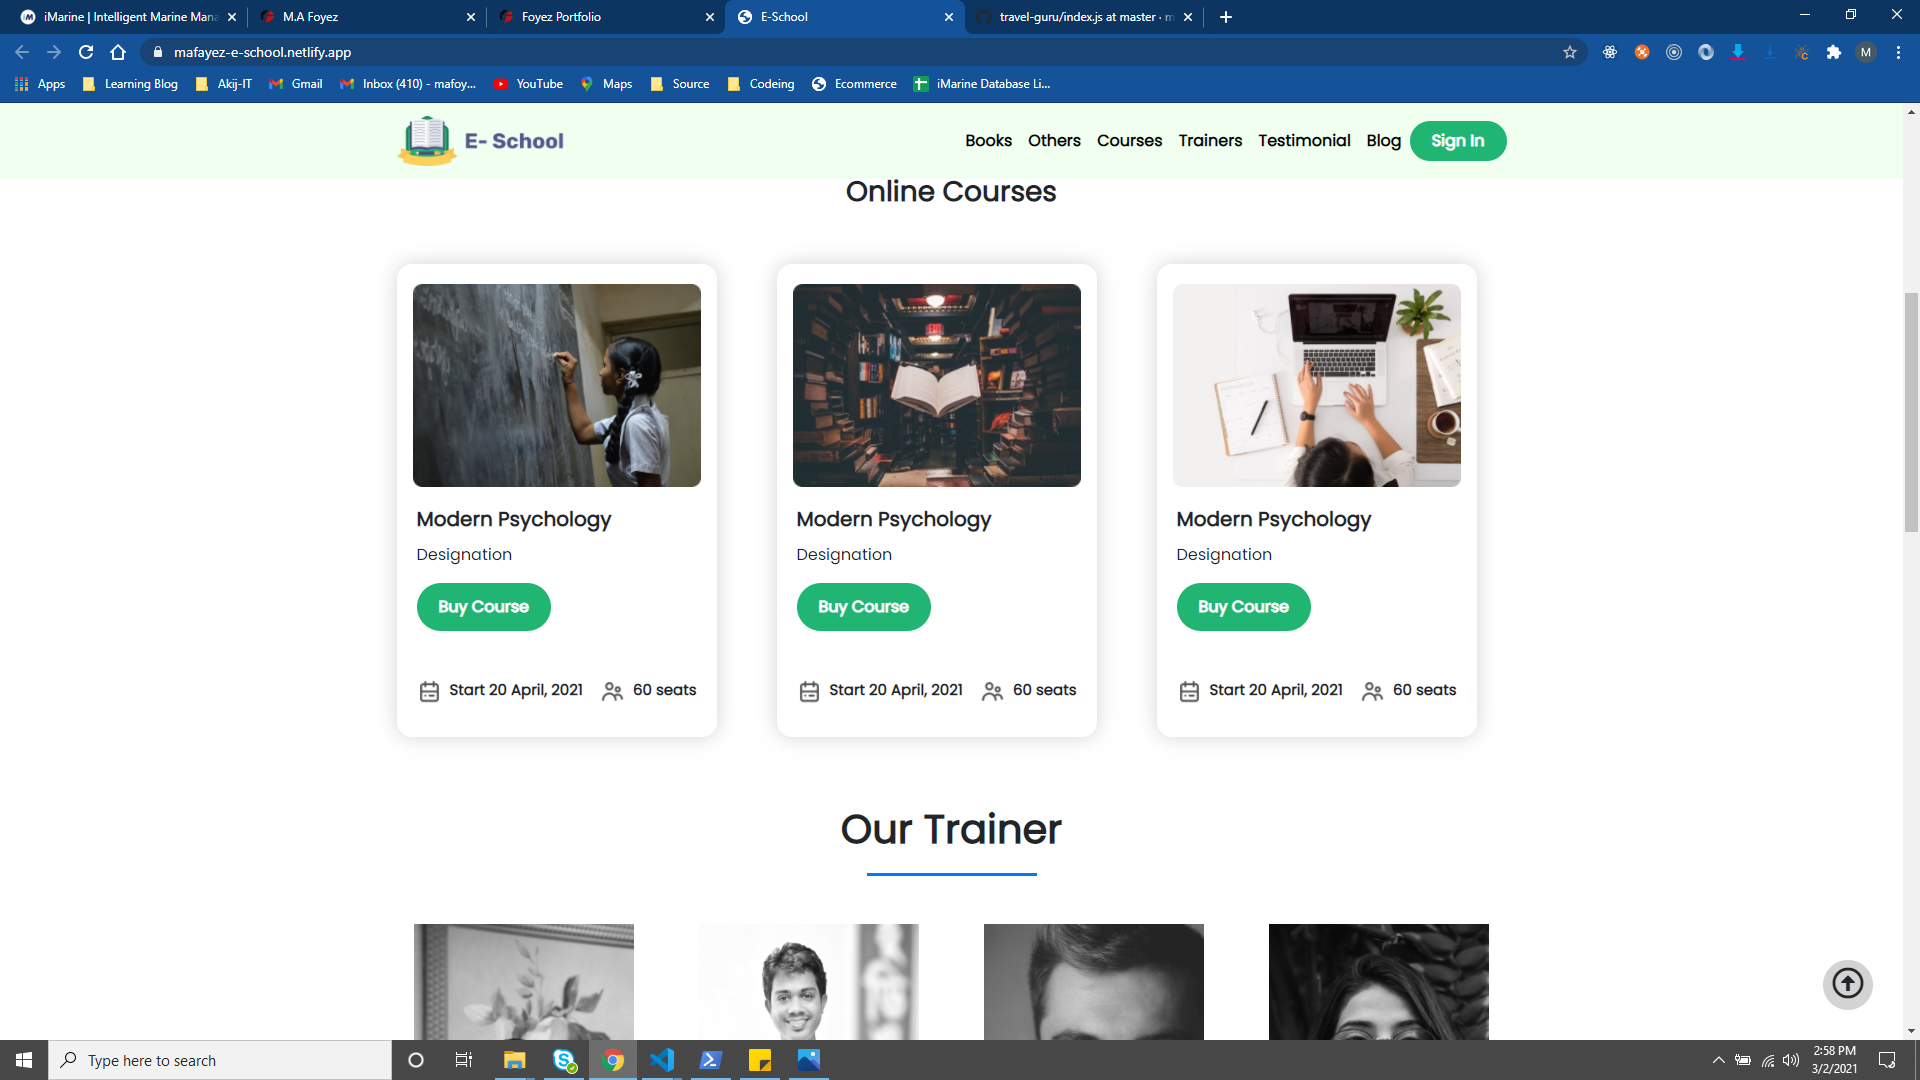 iMarine | Intelligent Marine Mana
M.A Foyez
Foyez Portfolio
E-School
travel-guru/index.js at master · m
mafayez-e-school.netlify.app
M
Apps
Learning Blog
Akij-IT
Gmail
Inbox (410) - mafoy...
YouTube
Maps
Source
Codeing
Ecommerce
iMarine Database Li...
E- School
Books
Others
Courses
Trainers
Testimonial
Blog
Sign In
Online Courses
EXIT
Modern Psychology
Designation
Buy Course
Start 20 April, 2021
60 seats
Modern Psychology
Designation
Buy Course
Start 20 April, 2021
60 seats
Modern Psychology
Designation
Buy Course
Start 20 April, 2021
60 seats
Our Trainer
Type here to search
2:58 PM
3/2/2021